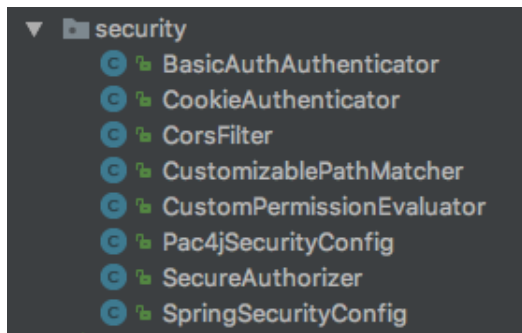 security
C BasicAuthAuthenticator
C CookieAuthenticator
C CorsFilter
C CustomizablePathMatcher
C CustomPermissionEvaluator
C Pac4jSecurityConfig
C SecureAuthorizer
C SpringSecurityConfig